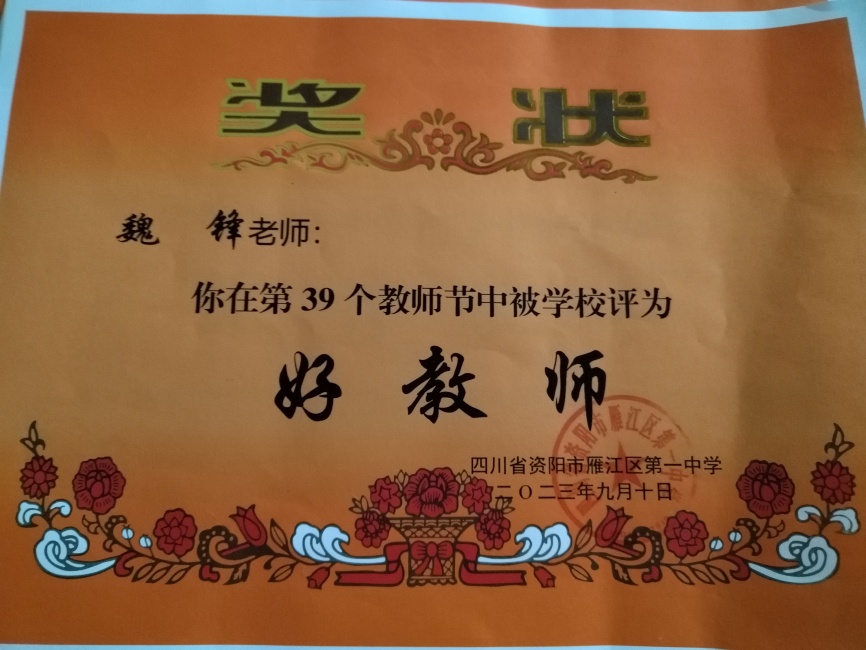 奖状
魏 锋老师：
你在第 39 个教师节中被学校评为
好教师
四川省资阳市雁江区第一中学
二〇二三年九月十日